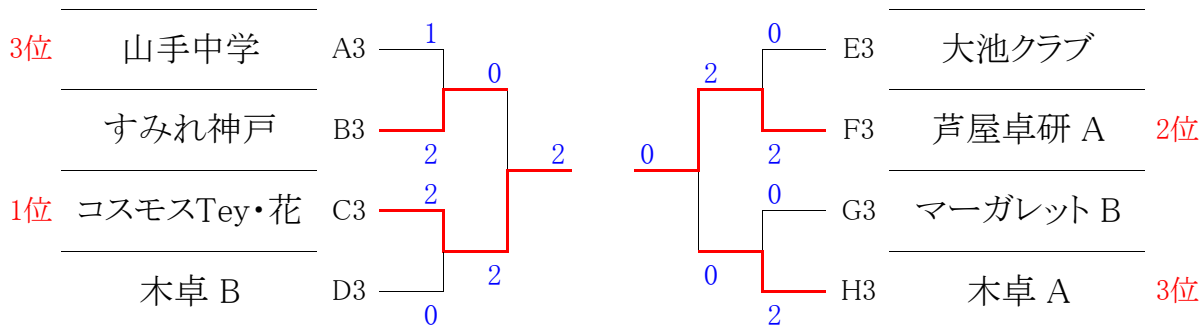 3位 山手中学 A3 1
0
すみれ神戸 B3 2
2
1位 コスモスTey・花 C3 2
2
木卓 B D3 0
0 E3 大池クラブ
2
2 F3 芦屋卓研 A 2位
0
0 G3 マーガレット B
0
2 H3 木卓 A 3位